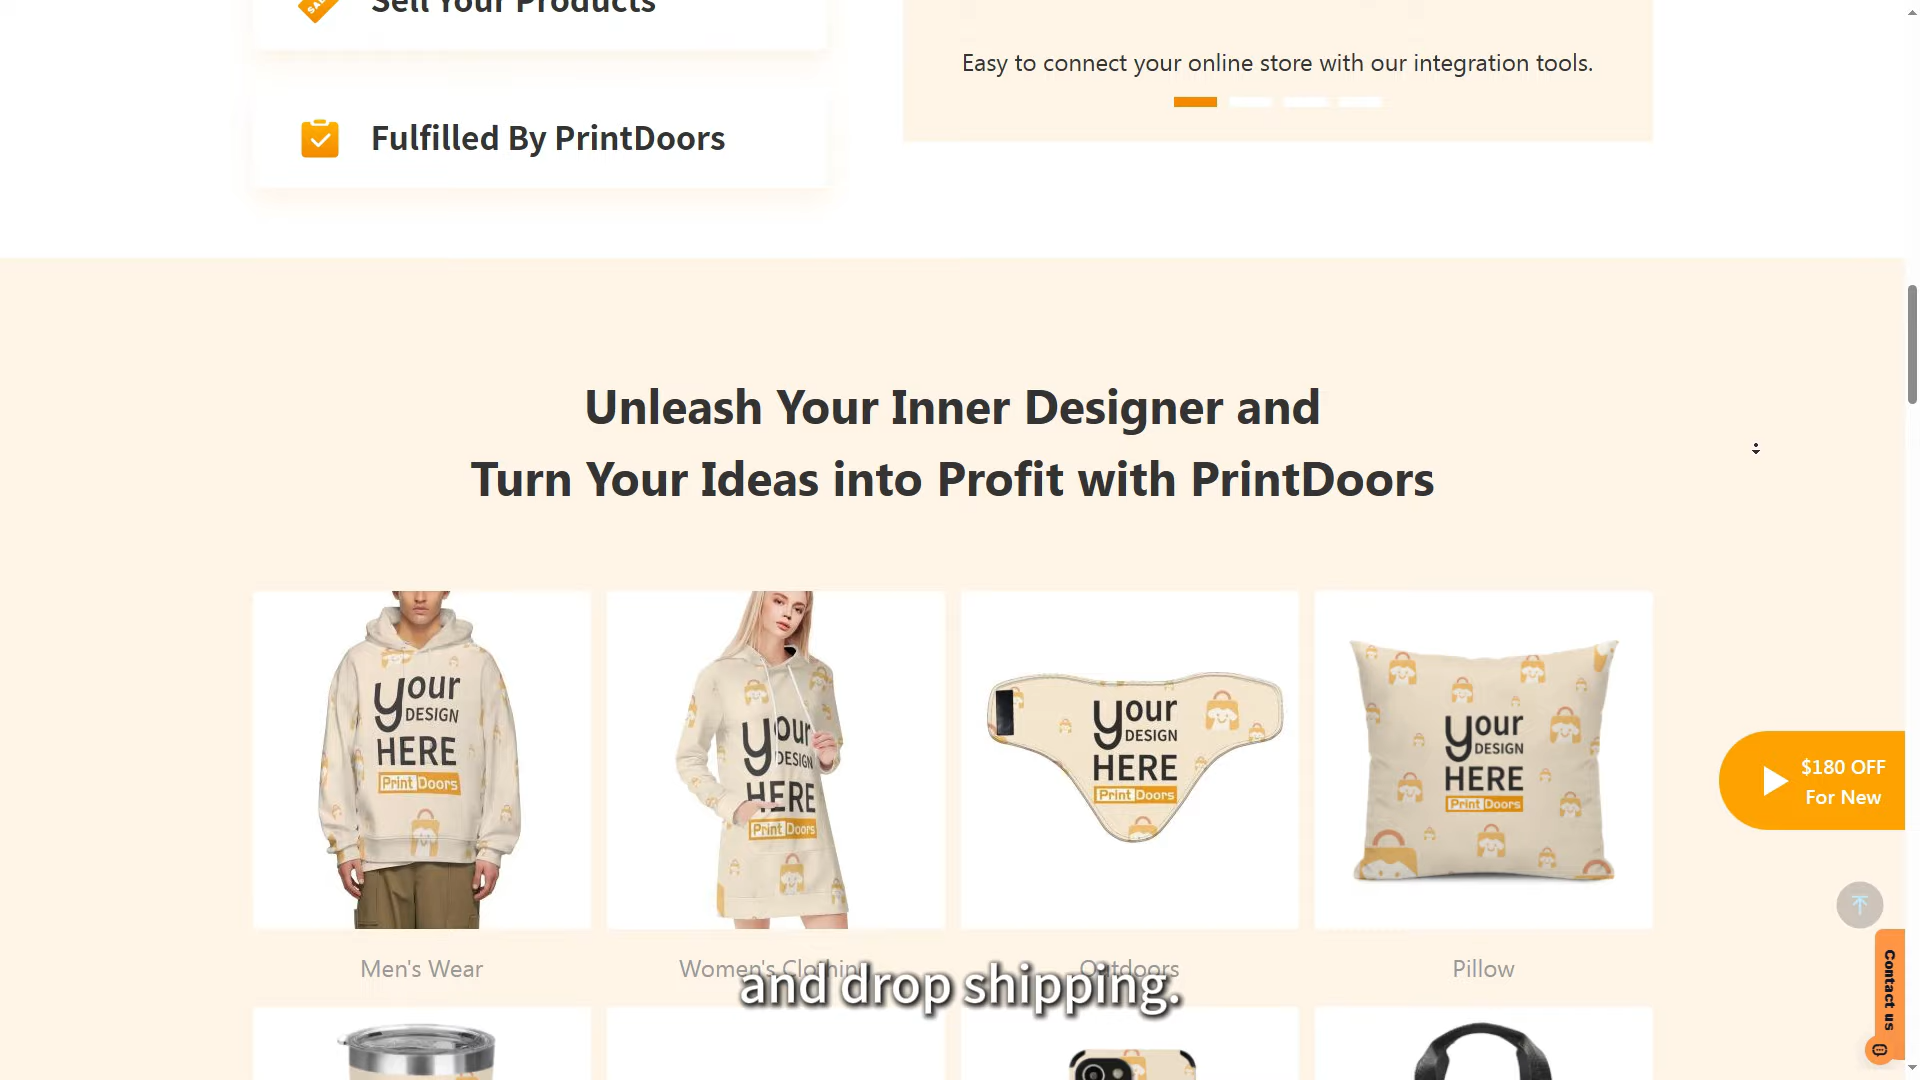 Sell Your Products
Easy to connect your online store with our integration tools.
Fulfilled By PrintDoors
Unleash Your Inner Designer and
Turn Your Ideas into Profit with PrintDoors
your
DESIGN
HERE
Print Doors
your
DESIGN
HERE
Print Doors
your
DESIGN
HERE
Print Doors
your
DESIGN
HERE
Print Doors
$180 OFF
For New
Men's Wear
Women's Clothing
Outdoors
Pillow
and drop shipping.
Contact us